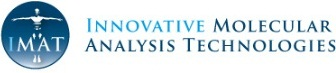 IMAT
INNOVATIVE MOLECULAR
ANALYSIS TECHNOLOGIES